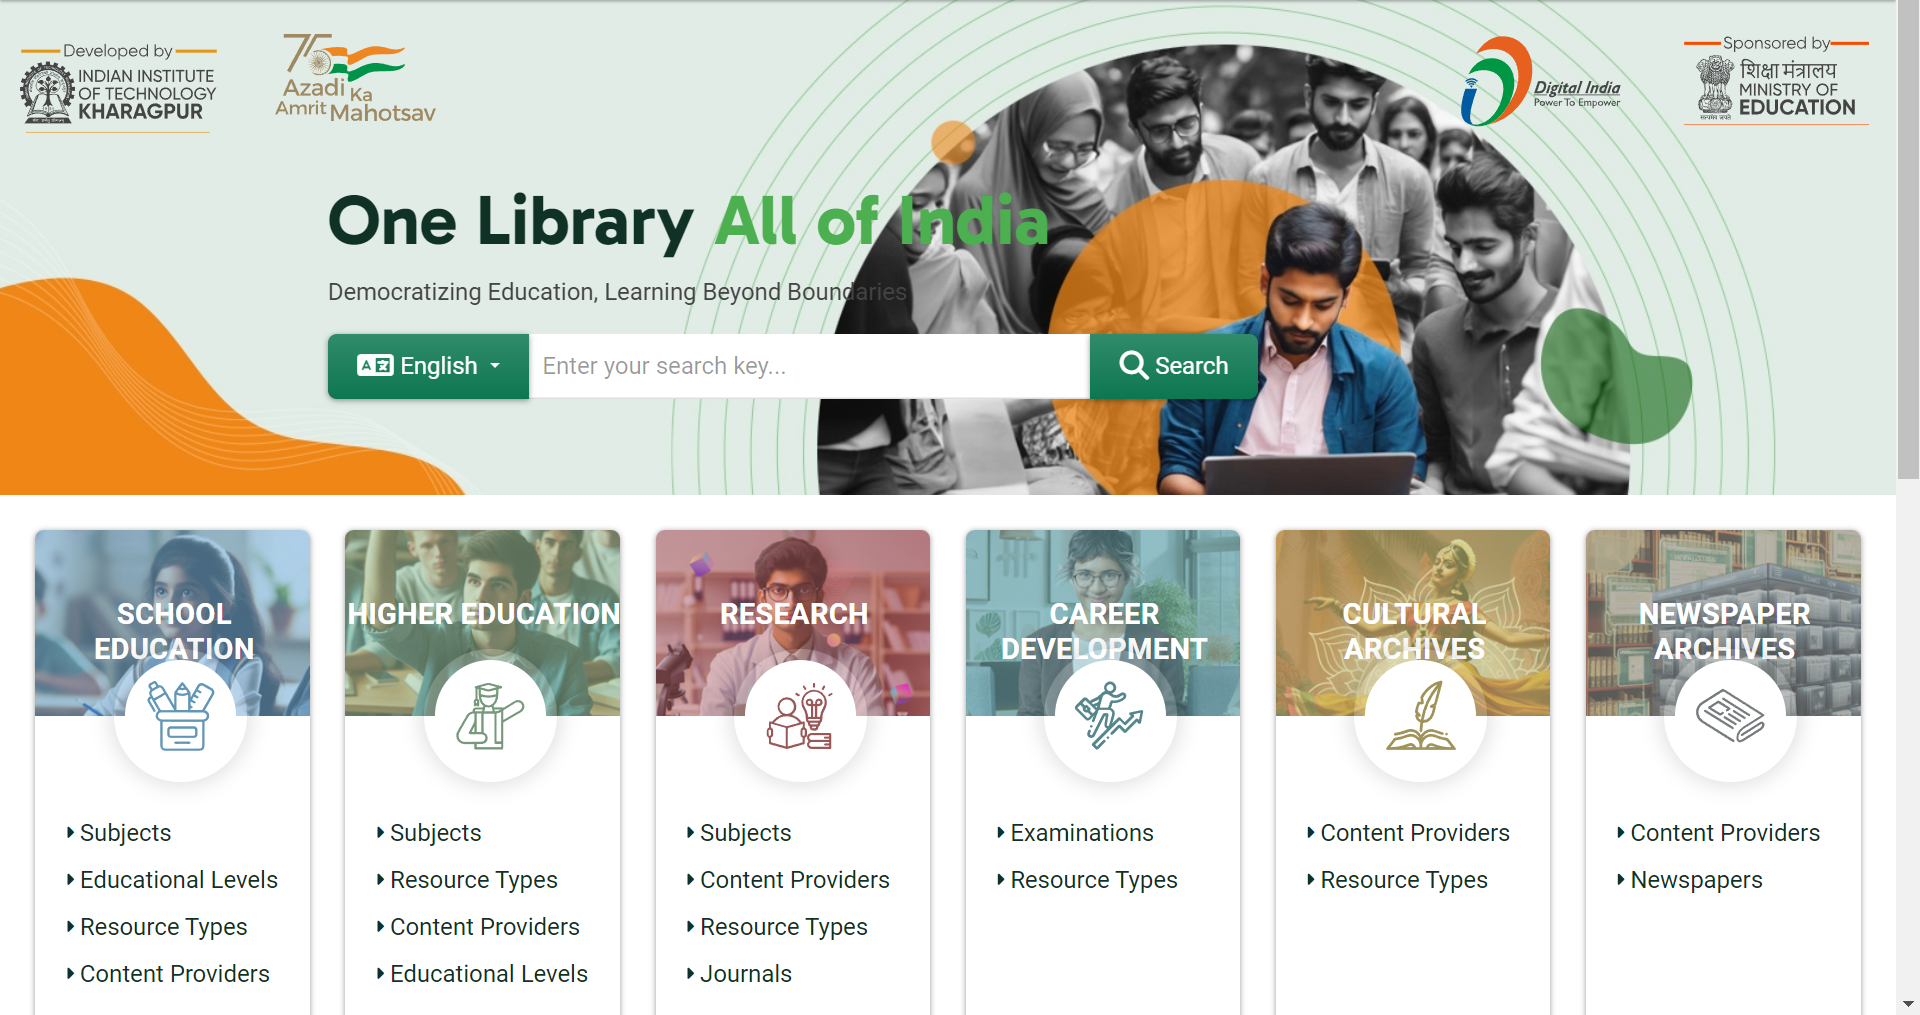 Developed by
INDIAN INSTITUTE
OF TECHNOLOGY
KHARAGPUR
75
Azadi Ka
Amrit Mahotsav
Digital India
Power To Empower
Sponsored by
शिक्षा मंत्रालय
MINISTRY OF
EDUCATION
सत्यमेव जयते
One Library All of India
Democratizing Education, Learning Beyond Boundaries
English
Enter your search key...
Search
SCHOOL
EDUCATION
Subjects
Educational Levels
Resource Types
Content Providers
HIGHER EDUCATION
Subjects
Resource Types
Content Providers
Educational Levels
RESEARCH
Subjects
Content Providers
Resource Types
Journals
CAREER
DEVELOPMENT
Examinations
Resource Types
CULTURAL
ARCHIVES
Content Providers
Resource Types
NEWSPAPER
ARCHIVES
Content Providers
Newspapers